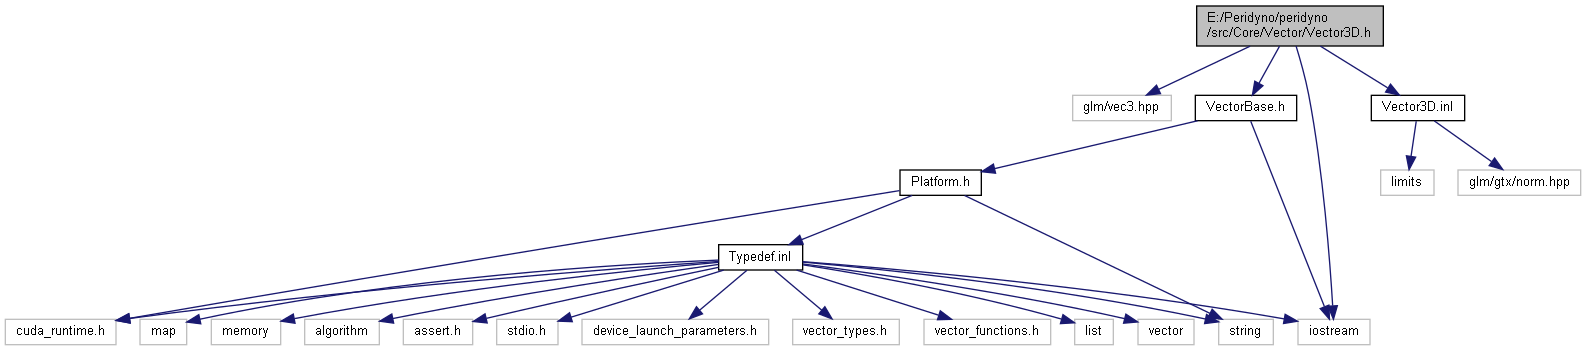 E:/Peridyno/peridyno
/src/Core/Vector/Vector3D.h
glm/vec3.hpp
VectorBase.h
Vector3D.inl
Platform.h
limits
glm/gtx/norm.hpp
Typedef.inl
cuda_runtime.h
map
memory
algorithm
assert.h
stdio.h
device_launch_parameters.h
vector_types.h
vector_functions.h
list
vector
string
iostream